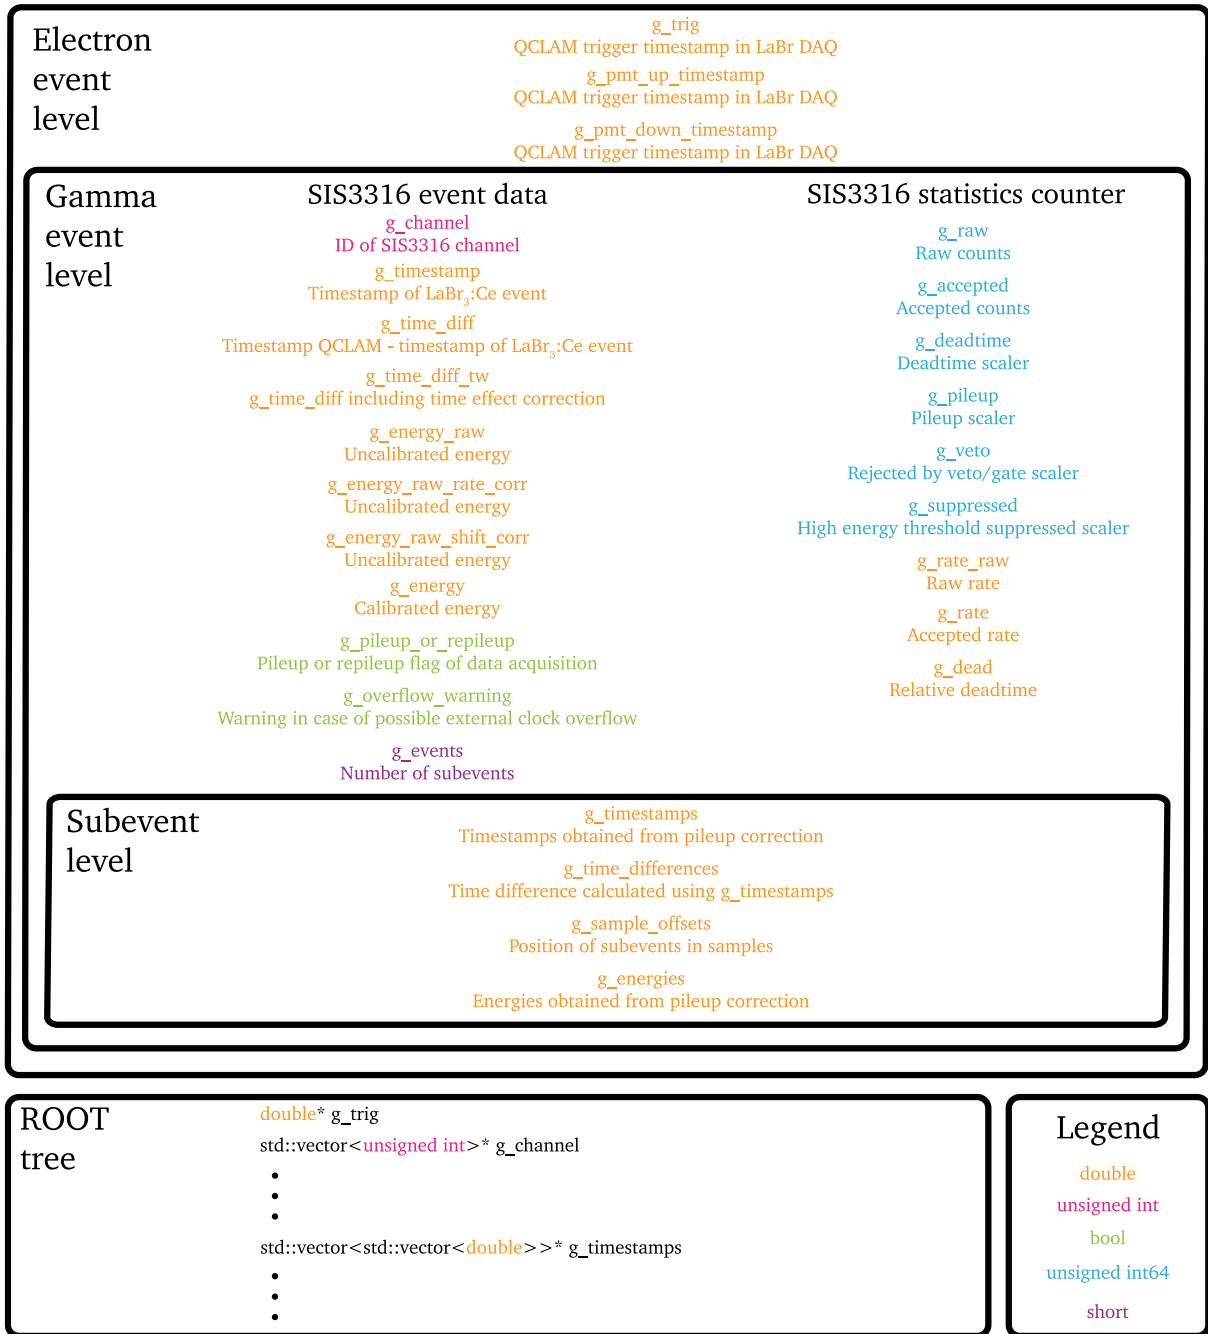 Electron
event
level
g_trig
QCLAM trigger timestamp in LaBr DAQ
g_pmt_up_timestamp
QCLAM trigger timestamp in LaBr DAQ
g_pmt_down_timestamp
QCLAM trigger timestamp in LaBr DAQ
Gamma
event
level
SIS3316 event data
g_channel
ID of SIS3316 channel
g_timestamp
Timestamp of LaBr₃:Ce event
g_time_diff
Timestamp QCLAM - timestamp of LaBr₃:Ce event
g_time_diff_tw
g_time_diff including time effect correction
g_energy_raw
Uncalibrated energy
g_energy_raw_rate_corr
Uncalibrated energy
g_energy_raw_shift_corr
Uncalibrated energy
g_energy
Calibrated energy
g_pileup_or_repileup
Pileup or repileup flag of data acquisition
g_overflow_warning
Warning in case of possible external clock overflow
g_events
Number of subevents
SIS3316 statistics counter
g_raw
Raw counts
g_accepted
Accepted counts
g_deadtime
Deadtime scaler
g_pileup
Pileup scaler
g_veto
Rejected by veto/gate scaler
g_suppressed
High energy threshold suppressed scaler
g_rate_raw
Raw rate
g_rate
Accepted rate
g_dead
Relative deadtime
Subevent
level
g_timestamps
Timestamps obtained from pileup correction
g_time_differences
Time difference calculated using g_timestamps
g_sample_offsets
Position of subevents in samples
g_energies
Energies obtained from pileup correction
ROOT
tree
double* g_trig
std::vector<unsigned int>* g_channel
•
•
•
std::vector<std::vector<double>>* g_timestamps
•
•
•
Legend
double
unsigned int
bool
unsigned int64
short